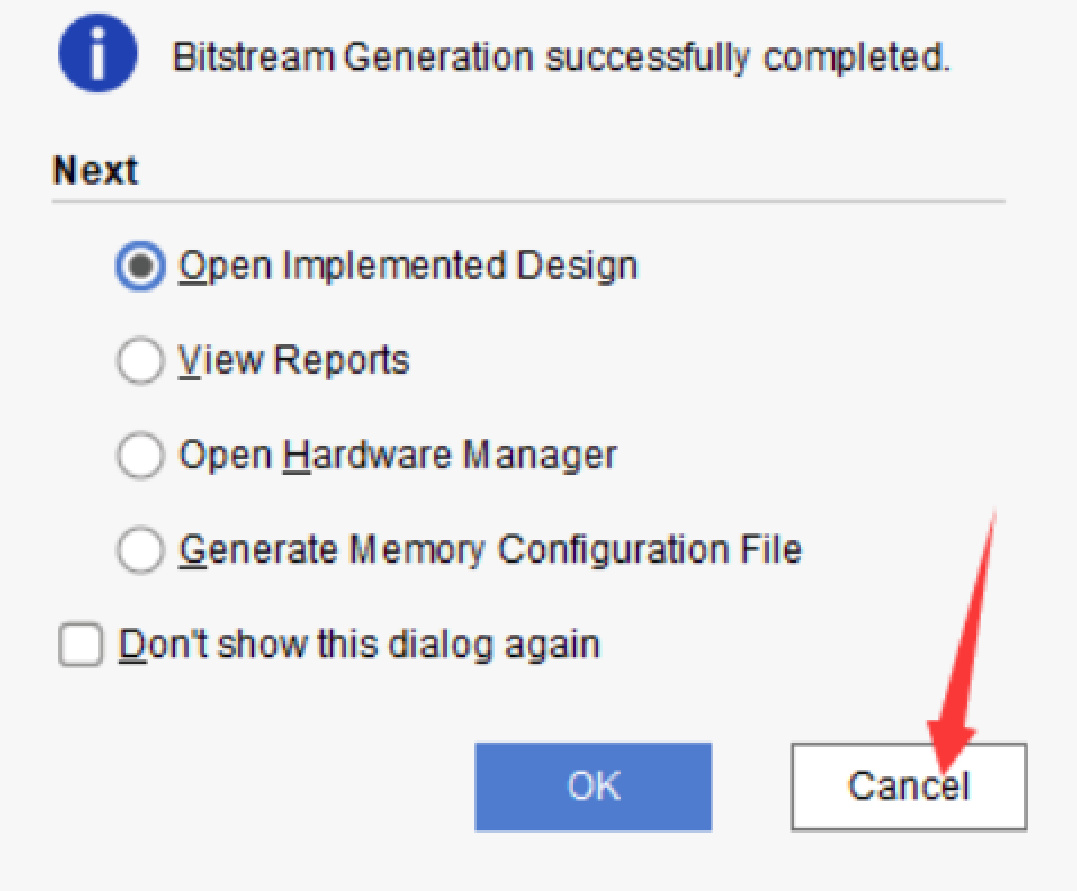 Bitstream Generation successfully completed.
Next
Open Implemented Design
View Reports
Open Hardware Manager
Generate Memory Configuration File
Don't show this dialog again
OK
Cancel